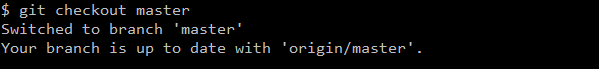 $ git checkout master
Switched to branch 'master'
Your branch is up to date with 'origin/master'.